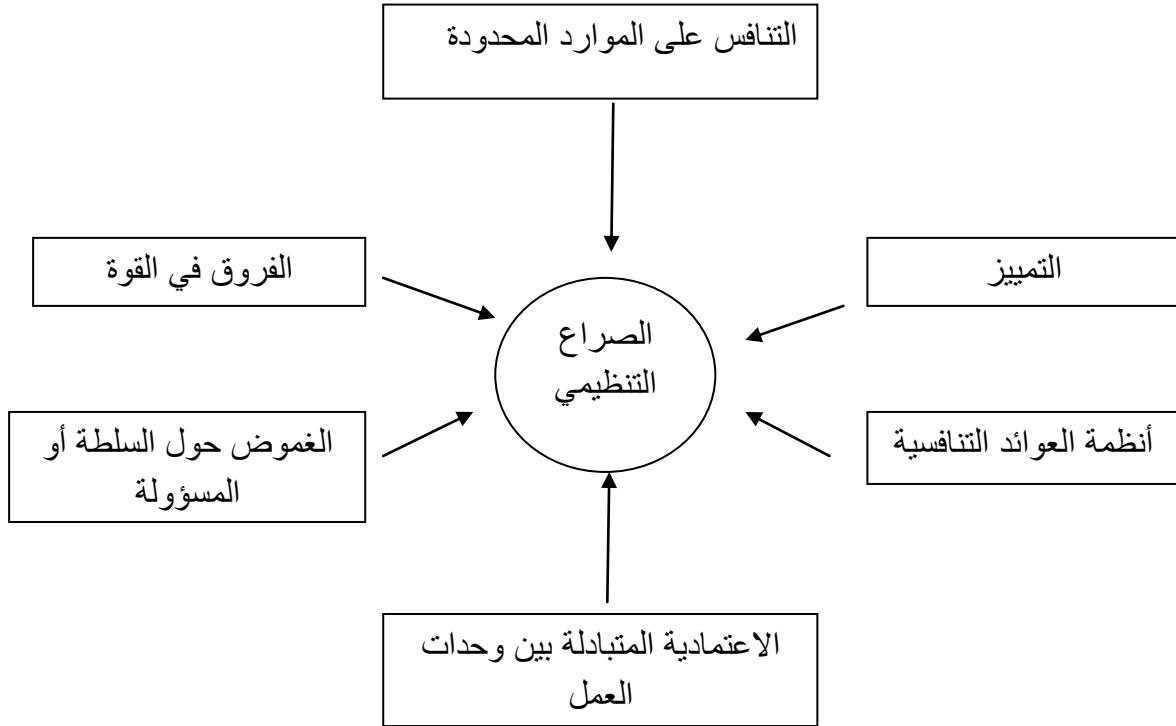 التنافس على الموارد المحدودة
التمييز
الفروق في القوة
الصراع
التنظيمي
أنظمة العوائد التنافسية
الغموض حول السلطة أو
المسؤولة
الاعتمادية المتبادلة بين وحدات
العمل